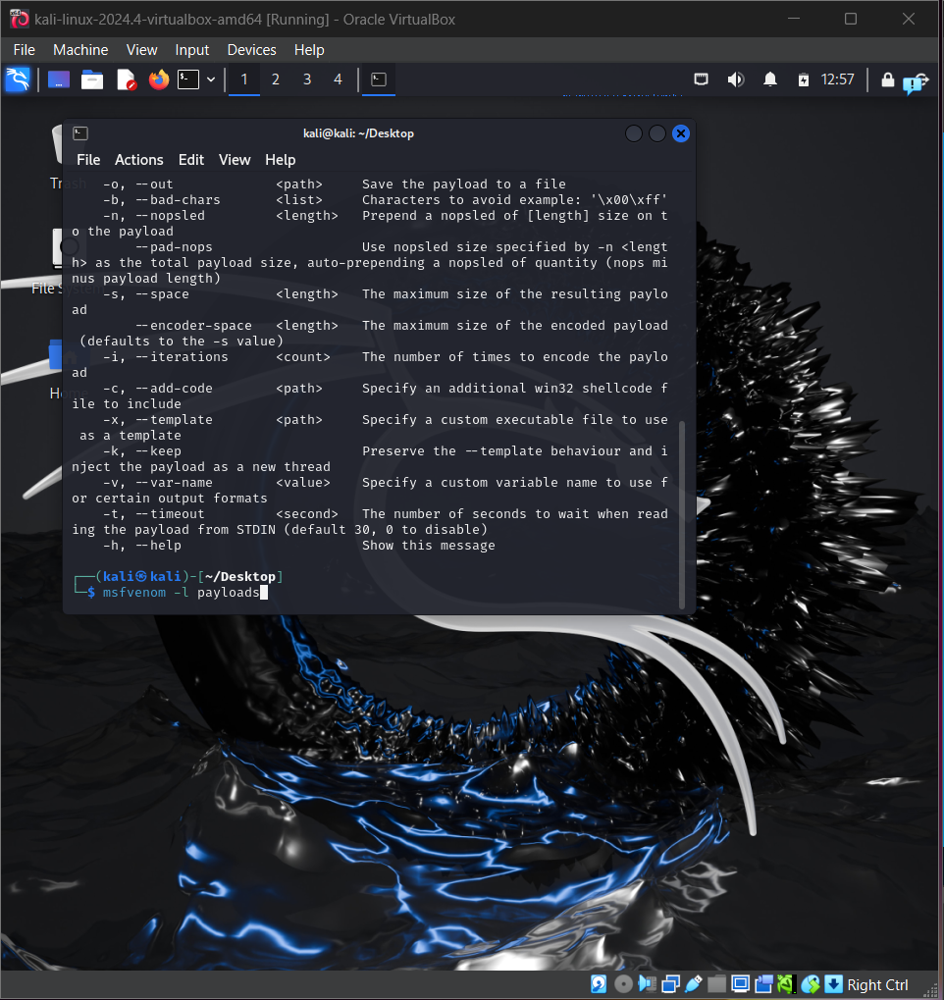 kali-linux-2024.4-virtualbox-amd64 [Running] - Oracle VirtualBox
File Machine View Input Devices Help
1 2 3 4 12:57
kali@kali: ~/Desktop
File Actions Edit View Help
Trash
File System
Home
-o, --out <path> Save the payload to a file
-b, --bad-chars <list> Characters to avoid example: '\x00\xff'
-n, --nopsled <length> Prepend a nopsled of [length] size on t
o the payload
--pad-nops Use nopsled size specified by -n <lengt
h> as the total payload size, auto-prepending a nopsled of quantity (nops mi
nus payload length)
-s, --space <length> The maximum size of the resulting paylo
ad
--encoder-space <length> The maximum size of the encoded payload
(defaults to the -s value)
-i, --iterations <count> The number of times to encode the paylo
ad
-c, --add-code <path> Specify an additional win32 shellcode f
ile to include
-x, --template <path> Specify a custom executable file to use
as a template
-k, --keep Preserve the --template behaviour and i
nject the payload as a new thread
-v, --var-name <value> Specify a custom variable name to use f
or certain output formats
-t, --timeout <second> The number of seconds to wait when read
ing the payload from STDIN (default 30, 0 to disable)
-h, --help Show this message
┌──(kali㉿kali)-[~/Desktop]
└─$ msfvenom -l payloads
Right Ctrl